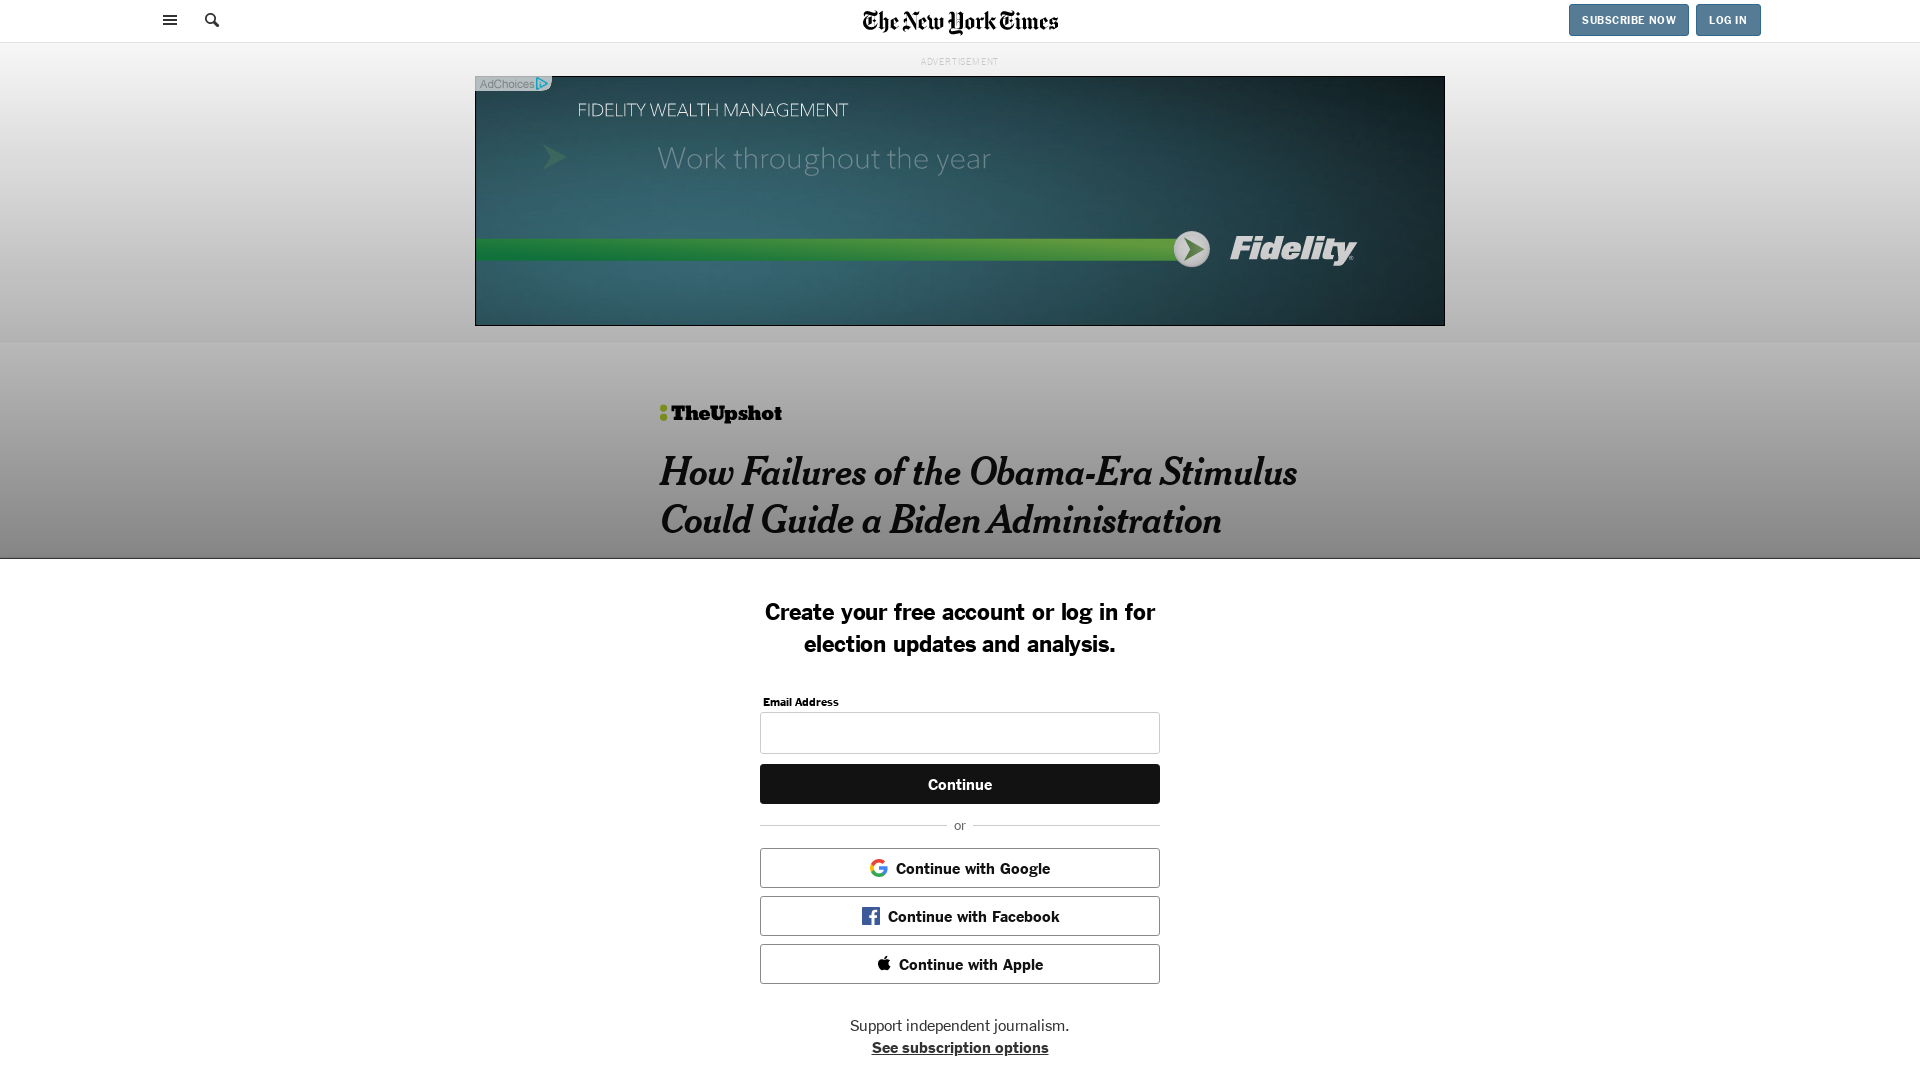 The New York Times
SUBSCRIBE NOW
LOG IN
ADVERTISEMENT
AdChoices
FIDELITY WEALTH MANAGEMENT
Work throughout the year
Fidelity
TheUpshot
How Failures of the Obama-Era Stimulus
Could Guide a Biden Administration
Create your free account or log in for
election updates and analysis.
Email Address
Continue
or
Continue with Google
Continue with Facebook
Continue with Apple
Support independent journalism.
See subscription options